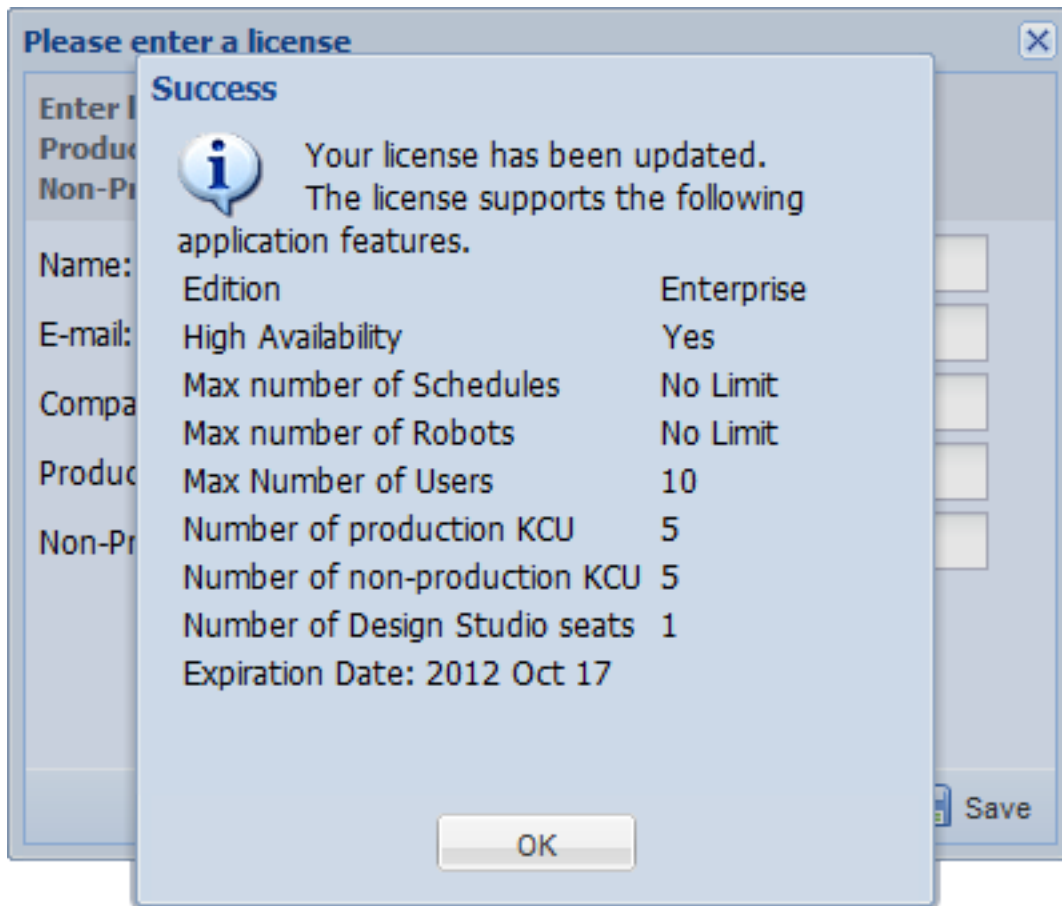 Please enter a license
Success
Your license has been updated.
The license supports the following
application features.
Edition Enterprise
High Availability Yes
Max number of Schedules No Limit
Max number of Robots No Limit
Max Number of Users 10
Number of production KCU 5
Number of non-production KCU 5
Number of Design Studio seats 1
Expiration Date: 2012 Oct 17
OK
Enter
Name:
E-mail:
Save